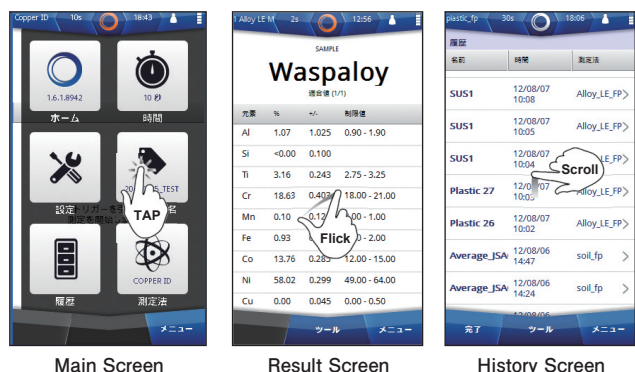 Copper ID 10s 18:43
1.6.1.8942
ホーム
10 秒
時間
設定
TAP
履歴
COPPER ID
測定法
メニュー
Main Screen
1 Alloy LE M 2s 12:56
SAMPLE
Waspaloy
適合値 (1/1)
元素 % +/- 制限値
Al 1.07 1.025 0.90 - 1.90
Si <0.00 0.100
Ti 3.16 0.243 2.75 - 3.25
Cr 18.63 0.403 18.00 - 21.00
Mn 0.10 - 1.00
Fe 0.93 - 2.00
Co 13.76 12.00 - 15.00
Ni 58.02 0.299 49.00 - 64.00
Cu 0.00 0.045 0.00 - 0.50
Flick
ツール メニュー
Result Screen
plastic_fp 30s 18:06
履歴
名前 時間 測定法
SUS1 12/08/07 10:08 Alloy_LE_FP>
SUS1 12/08/07 10:05 Alloy_LE_FP>
SUS1 12/08/07 10:04 LE_FP>
Scroll
Plastic 27 Alloy_LE_FP>
Plastic 26 12/08/07 10:02 Alloy_LE_FP>
Average_JSA 12/08/06 14:47 soil_fp >
Average_JSA 12/08/06 14:24 soil_fp >
12/08/06
完了 ツール メニュー
History Screen